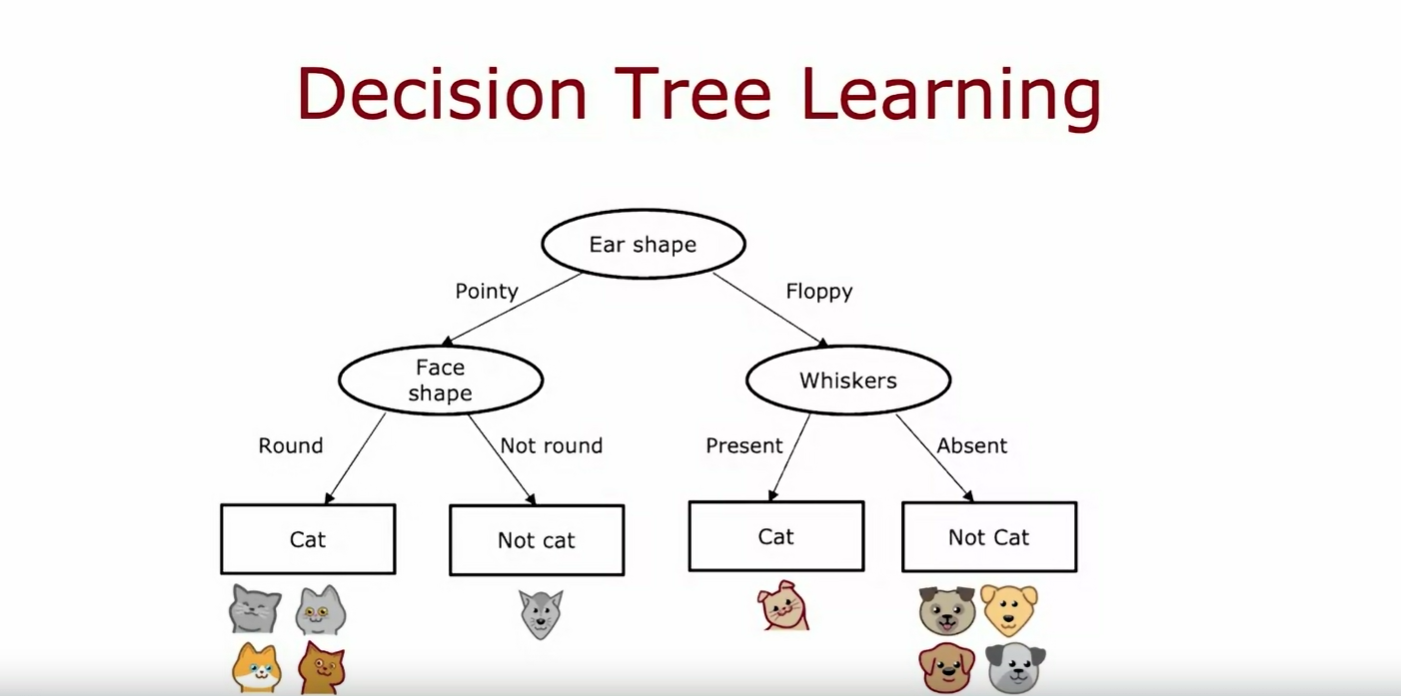 Decision Tree Learning
Ear shape
Pointy
Floppy
Face
shape
Whiskers
Round
Not round
Present
Absent
Cat
Not cat
Cat
Not Cat